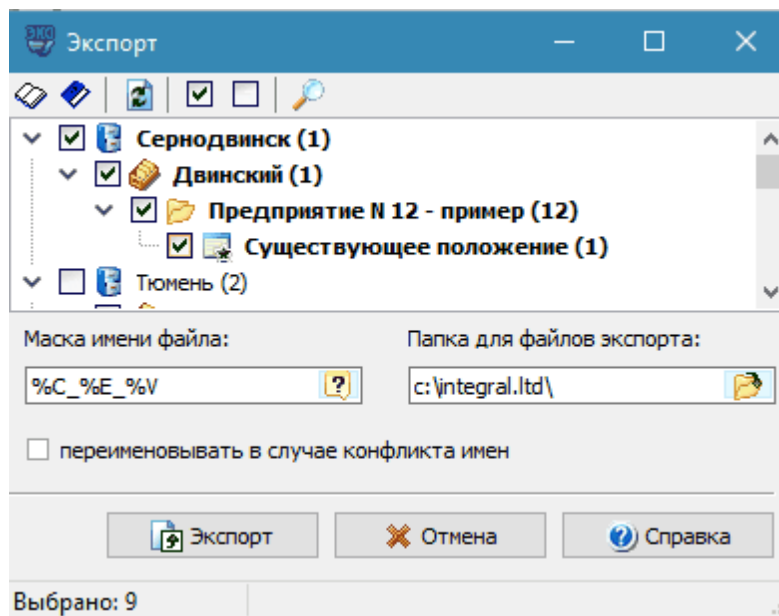 Экспорт
Сернодвинск (1)
Двинский (1)
Предприятие N 12 - пример (12)
Существующее положение (1)
Тюмень (2)
Маска имени файла: Папка для файлов экспорта:
%C_%E_%V c:\integral.ltd\
переименовывать в случае конфликта имен
Экспорт Отмена Справка
Выбрано: 9